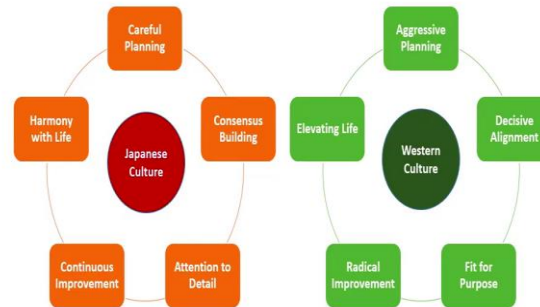 Careful
Planning
Harmony
with Life
Consensus
Building
Japanese
Culture
Continuous
Improvement
Attention to
Detail
Aggressive
Planning
Elevating Life
Decisive
Alignment
Western
Culture
Radical
Improvement
Fit for
Purpose